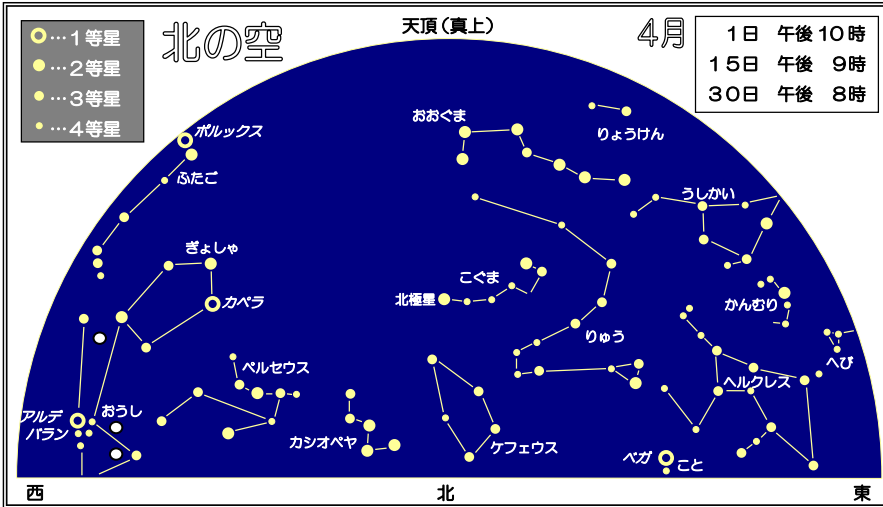 …1等星
…2等星
…3等星
…4等星
北の空
天頂(真上)
4月
1日 午後10時
15日 午後 9時
30日 午後 8時
ポルックス
ふたご
おおぐま
りょうけん
うしかい
ぎょしゃ
カペラ
こぐま
北極星
かんむり
りゅう
へび
ペルセウス
ヘルクレス
アルデ
バラン
おうし
カシオペヤ
ケフェウス
ベガ
こと
西
北
東